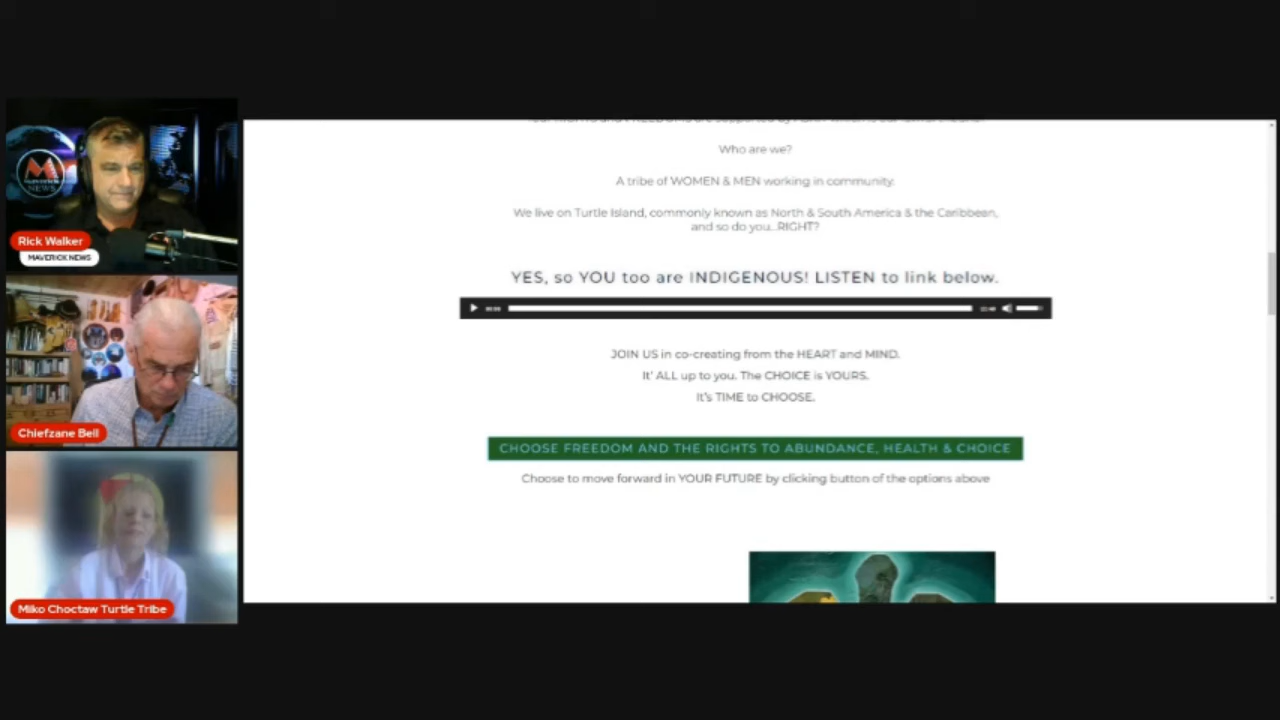 MAVERICK
NEWS
Rick Walker
MAVERICK NEWS
Chiefzane Bell
Miko Choctaw Turtle Tribe
Who are we?
A tribe of WOMEN & MEN working in community.
We live on Turtle Island, commonly known as North & South America & the Caribbean,
and so do you...RIGHT?
YES, so YOU too are INDIGENOUS! LISTEN to link below.
JOIN US in co-creating from the HEART and MIND.
It' ALL up to you. The CHOICE is YOURS.
It's TIME to CHOOSE.
CHOOSE FREEDOM AND THE RIGHTS TO ABUNDANCE, HEALTH & CHOICE
Choose to move forward in YOUR FUTURE by clicking button of the options above